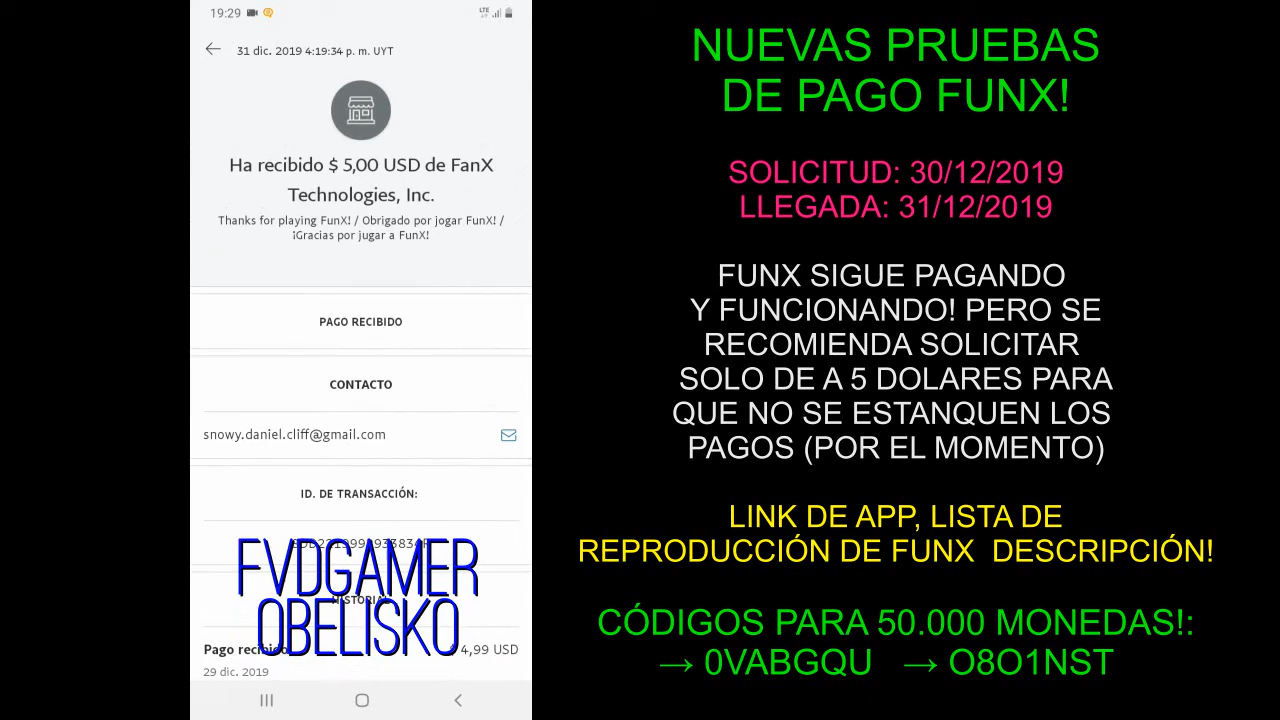 19:29
LTE
31 dic. 2019 4:19:34 p. m. UYT
Ha recibido $ 5,00 USD de FanX
Technologies, Inc.
Thanks for playing FunX! / Obrigado por jogar FunX! /
¡Gracias por jugar a FunX!
PAGO RECIBIDO
CONTACTO
snowy.daniel.cliff@gmail.com
ID. DE TRANSACCIÓN:
FVDGAMER
HISTORIAL
OBELISKO
Pago recibido
4,99 USD
29 dic. 2019
NUEVAS PRUEBAS
DE PAGO FUNX!
SOLICITUD: 30/12/2019
LLEGADA: 31/12/2019
FUNX SIGUE PAGANDO
Y FUNCIONANDO! PERO SE
RECOMIENDA SOLICITAR
SOLO DE A 5 DOLARES PARA
QUE NO SE ESTANQUEN LOS
PAGOS (POR EL MOMENTO)
LINK DE APP, LISTA DE
REPRODUCCIÓN DE FUNX DESCRIPCIÓN!
CÓDIGOS PARA 50.000 MONEDAS!:
→ 0VABGQU → O8O1NST